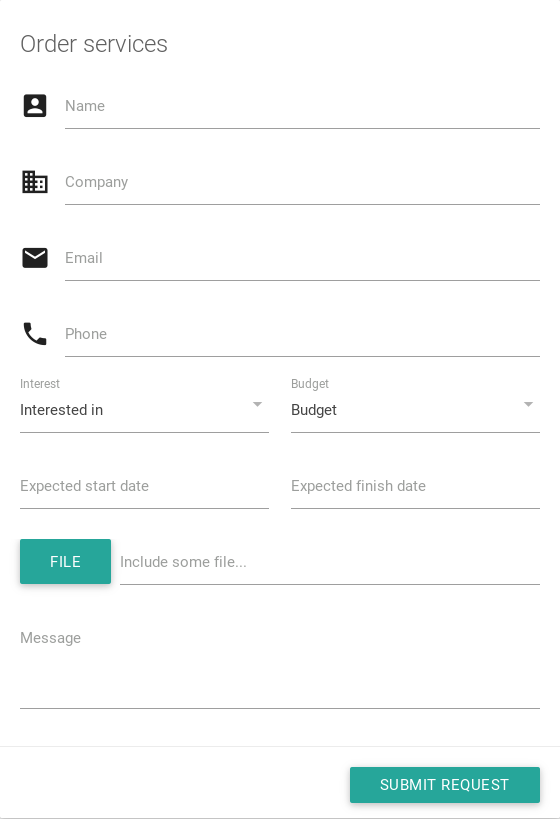 Order services
Name
Company
Email
Phone
Interest Budget
Interested in Budget
Expected start date Expected finish date
FILE Include some file...
Message
SUBMIT REQUEST